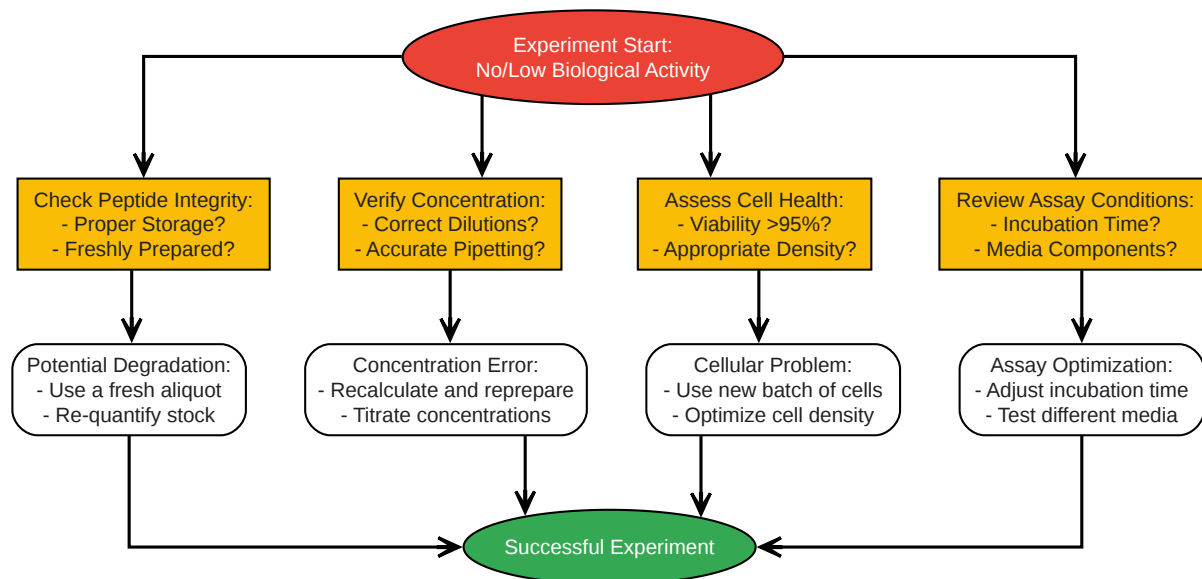 Experiment Start:
No/Low Biological Activity
Check Peptide Integrity:
- Proper Storage?
- Freshly Prepared?
Verify Concentration:
- Correct Dilutions?
- Accurate Pipetting?
Assess Cell Health:
- Viability >95%?
- Appropriate Density?
Review Assay Conditions:
- Incubation Time?
- Media Components?
Potential Degradation:
- Use a fresh aliquot
- Re-quantify stock
Concentration Error:
- Recalculate and reprepare
- Titrate concentrations
Cellular Problem:
- Use new batch of cells
- Optimize cell density
Assay Optimization:
- Adjust incubation time
- Test different media
Successful Experiment